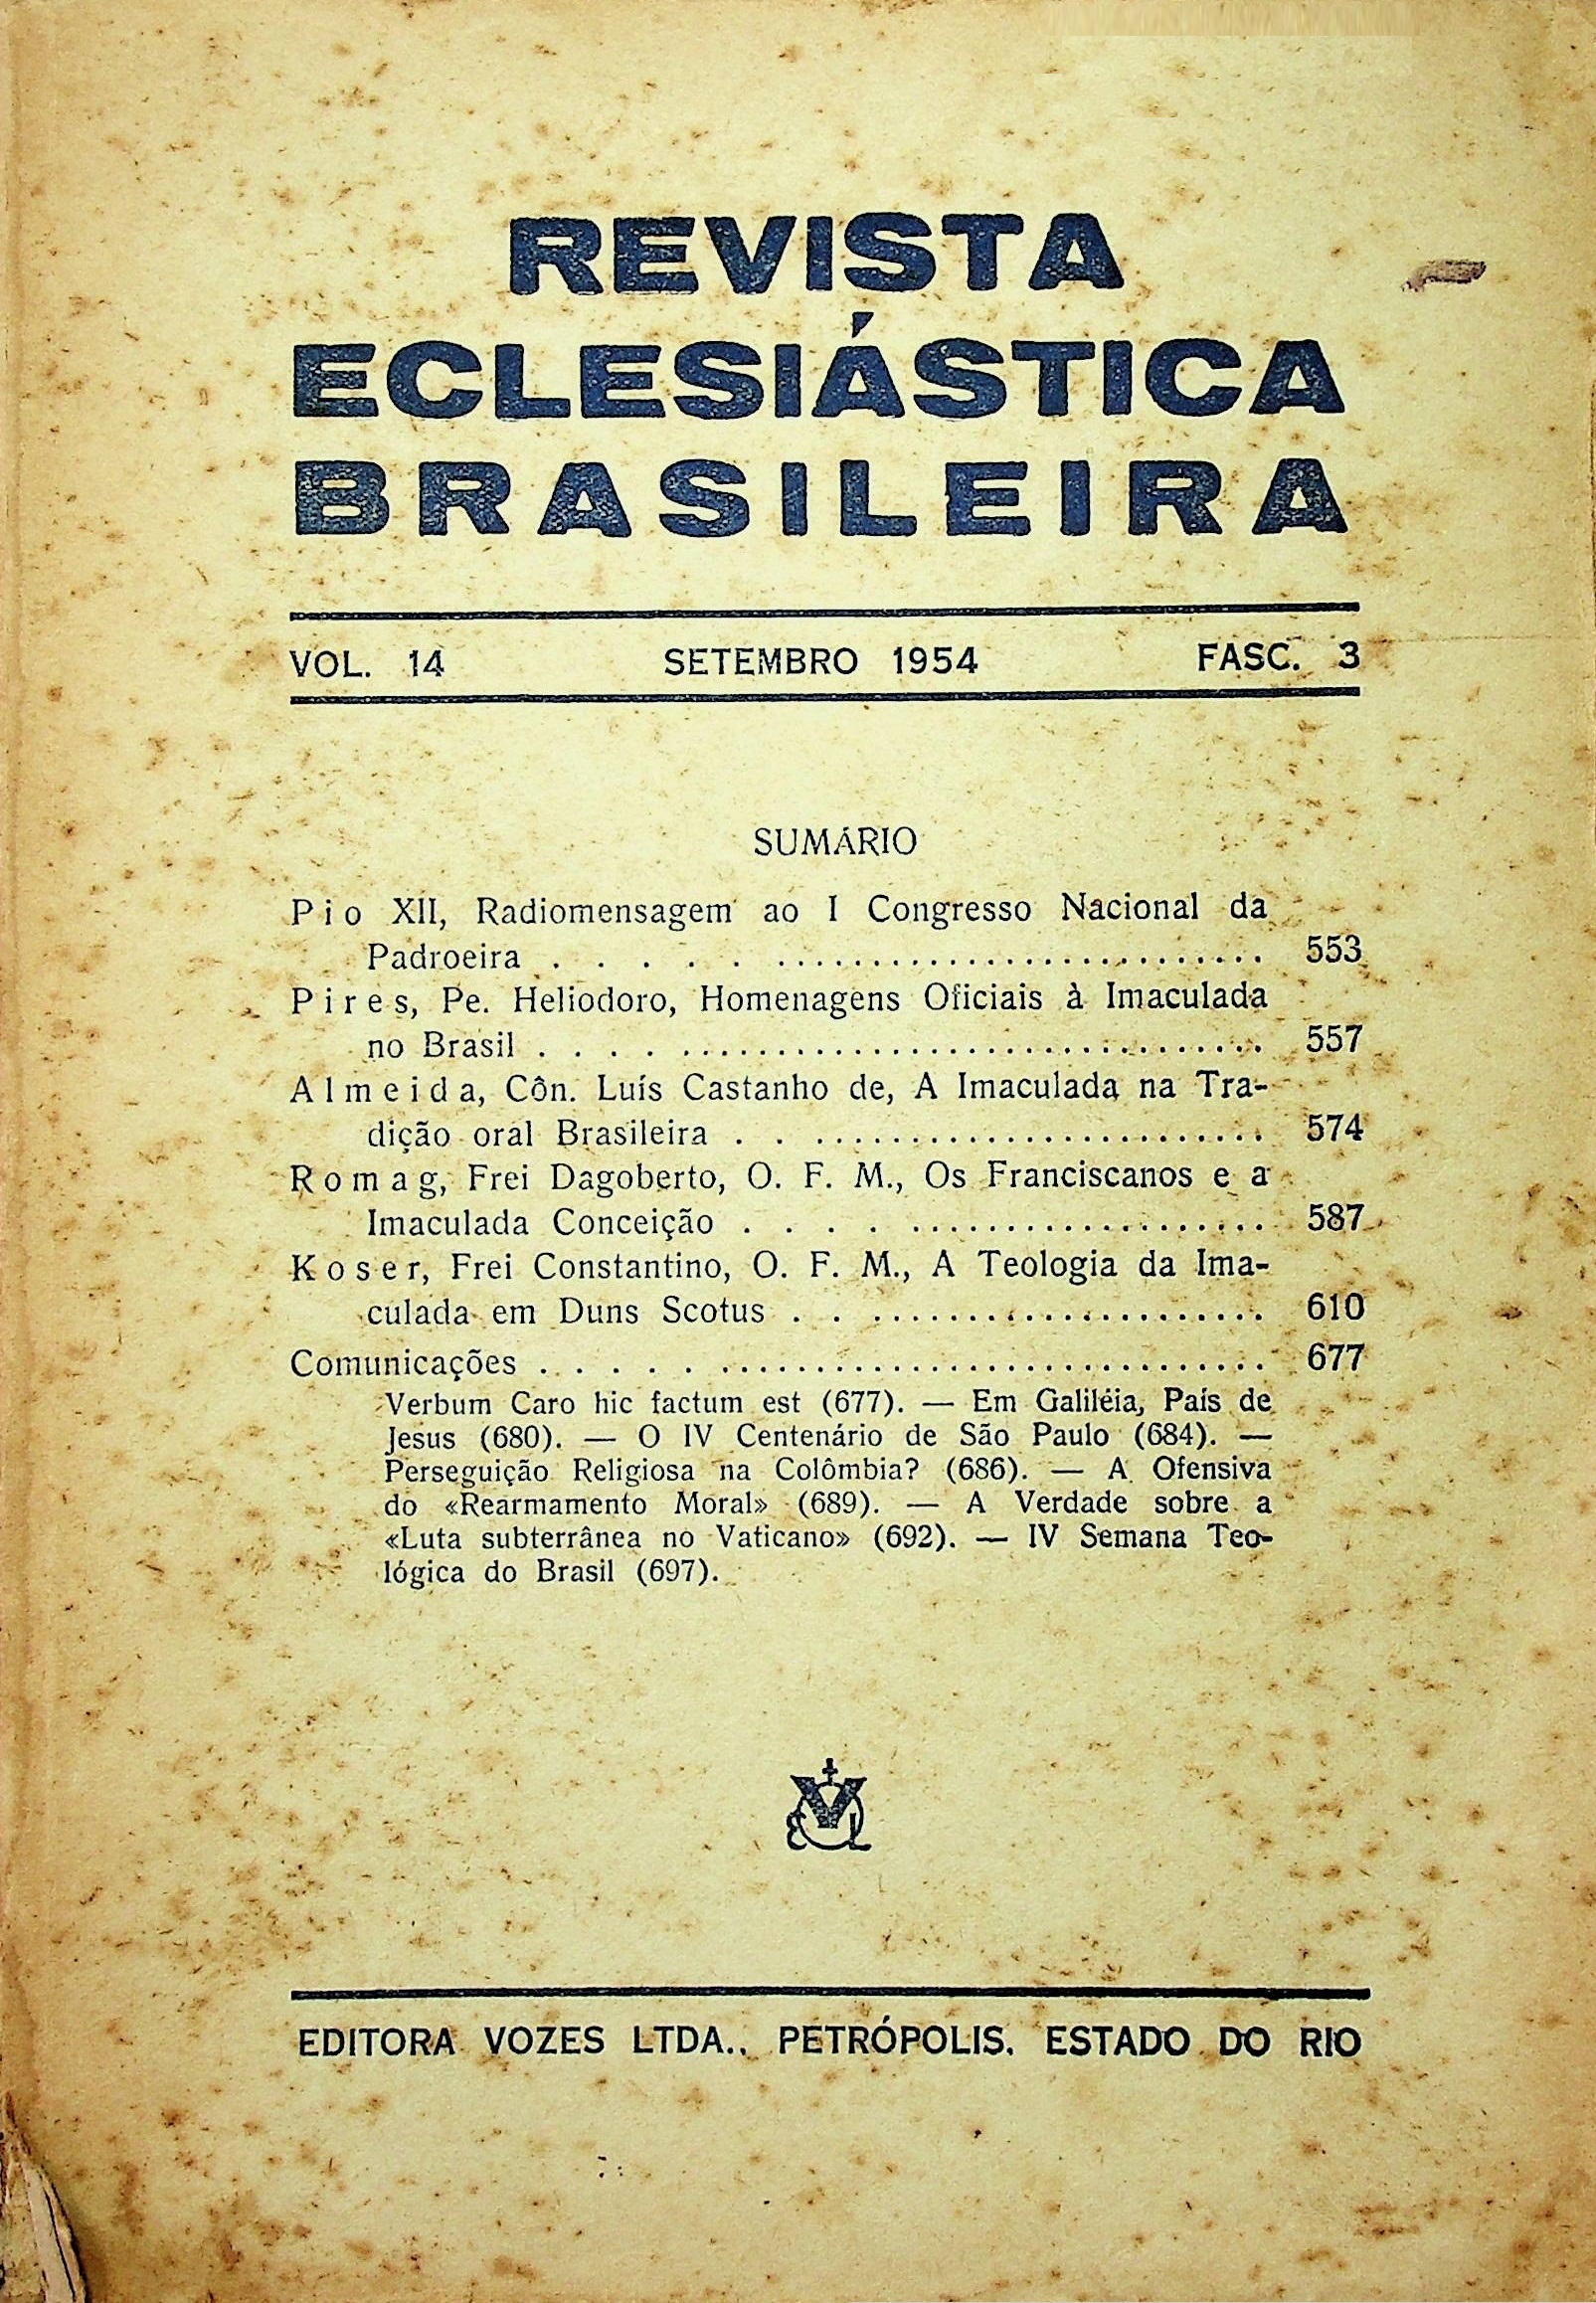 REVISTA
ECLESIÁSTICA
BRASILEIRA
VOL. 14 SETEMBRO 1954 FASC. 3
SUMÁRIO
Pio XII, Radiomensagem ao I Congresso Nacional da
Padroeira . . . . . ........................... 553
Pires, Pe. Heliodoro, Homenagens Oficiais à Imaculada
no Brasil . . . . ................................ 557
Almeida, Côn. Luís Castanho de, A Imaculada na Tra-
dição oral Brasileira . . ......................... 574
Romag, Frei Dagoberto, O. F. M., Os Franciscanos e a
Imaculada Conceição . . . . .................... 587
Koser, Frei Constantino, O. F. M., A Teologia da Ima-
culada em Duns Scotus . . ..................... 610
Comunicações . . . . . .............................. 677
Verbum Caro hic factum est (677). — Em Galiléia, País de
Jesus (680). — O IV Centenário de São Paulo (684). —
Perseguição Religiosa na Colômbia? (686). — A Ofensiva
do «Rearmamento Moral» (689). — A Verdade sobre a
«Luta subterrânea no Vaticano» (692). — IV Semana Teo-
lógica do Brasil (697).
EDITORA VOZES LTDA., PETRÓPOLIS, ESTADO DO RIO